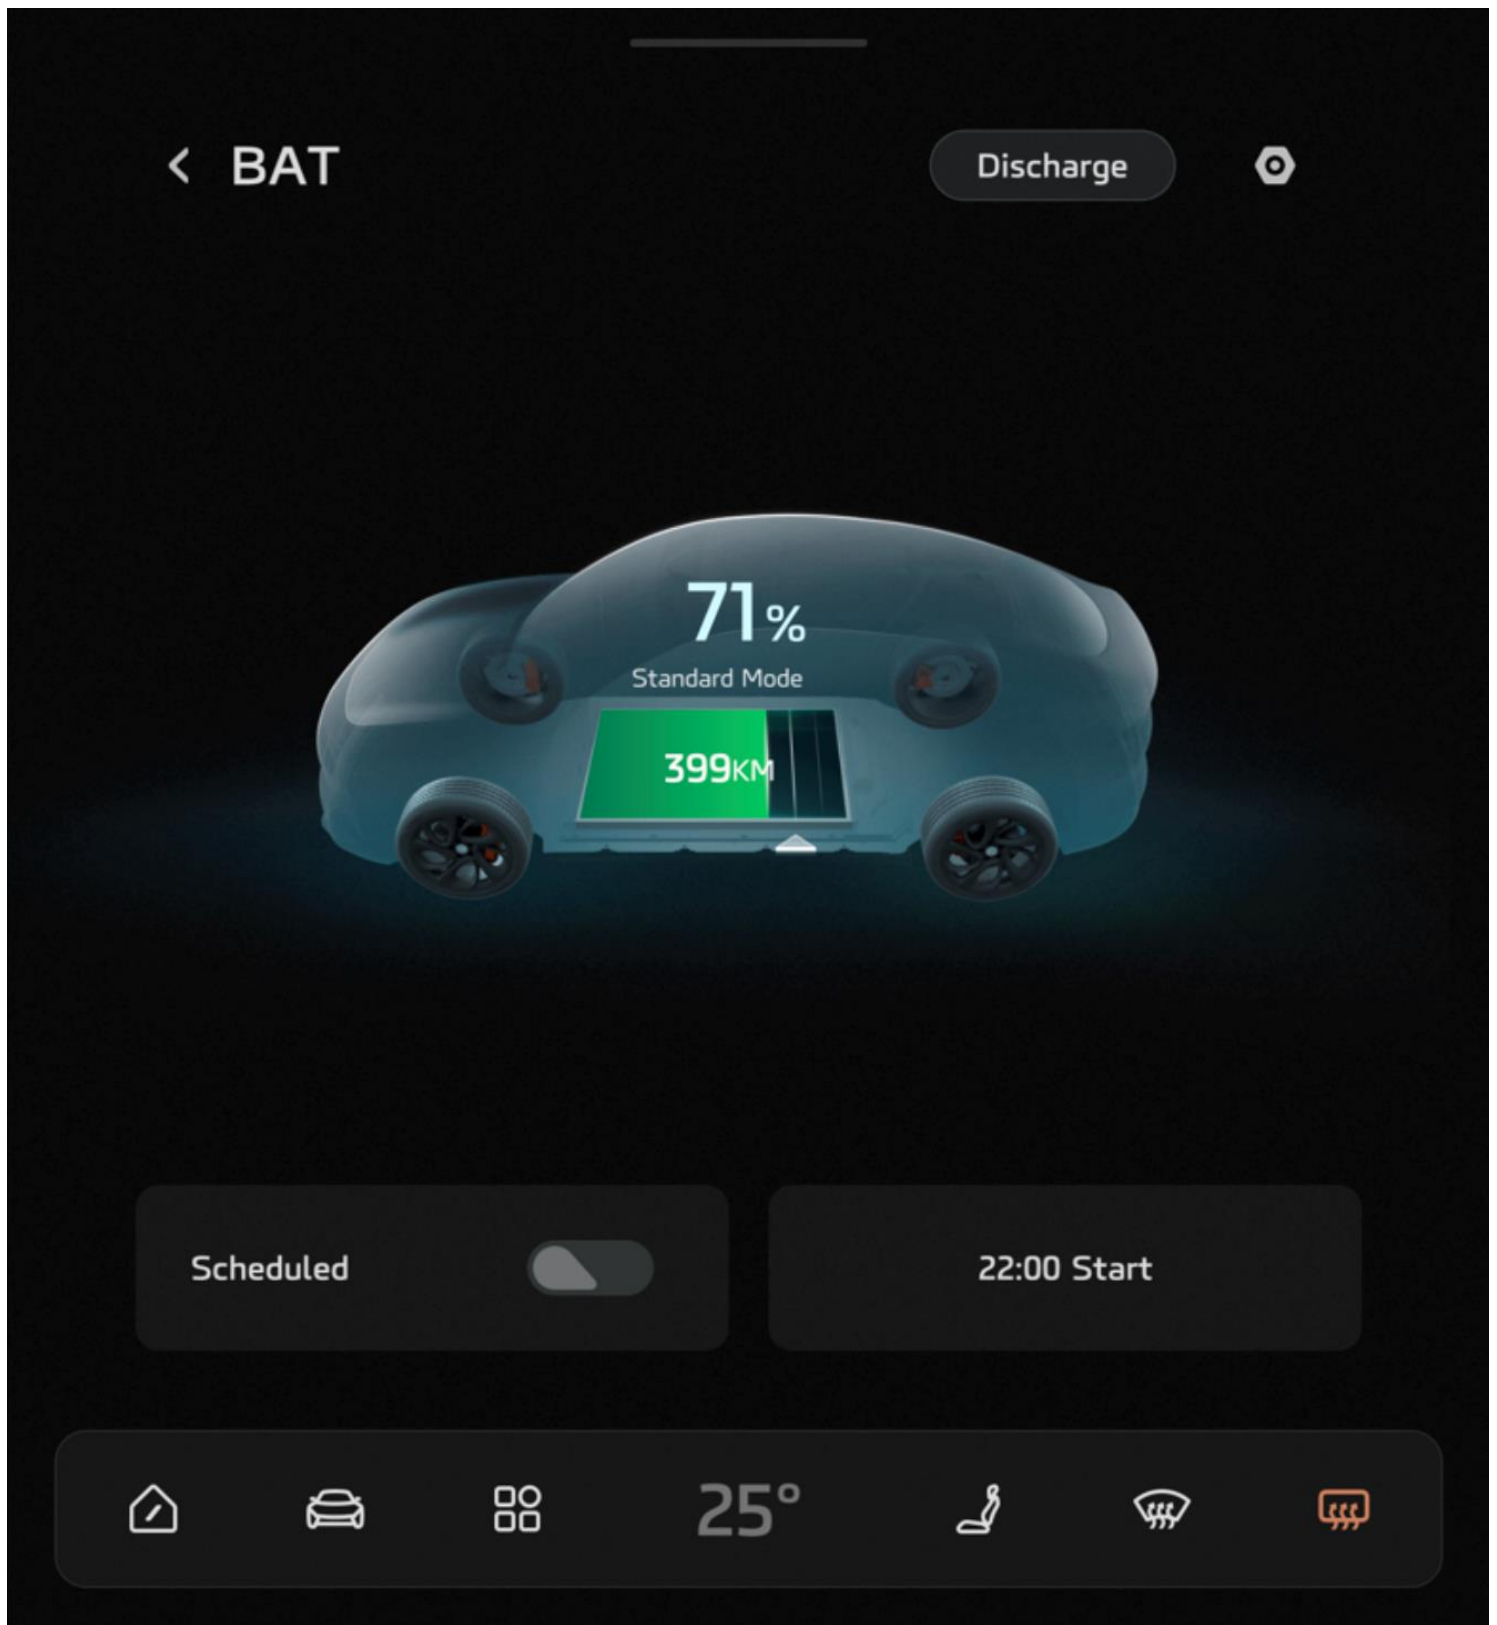 BAT
Discharge
71%
Standard Mode
399KM
Scheduled
22:00 Start
25°